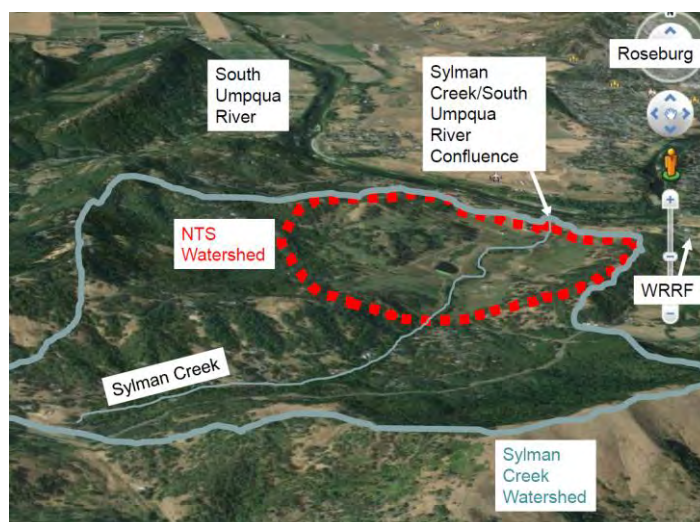 South
Umpqua
River
Sylman
Creek/South
Umpqua
River
Confluence
Roseburg
NTS
Watershed
WRRF
Sylman Creek
Sylman
Creek
Watershed